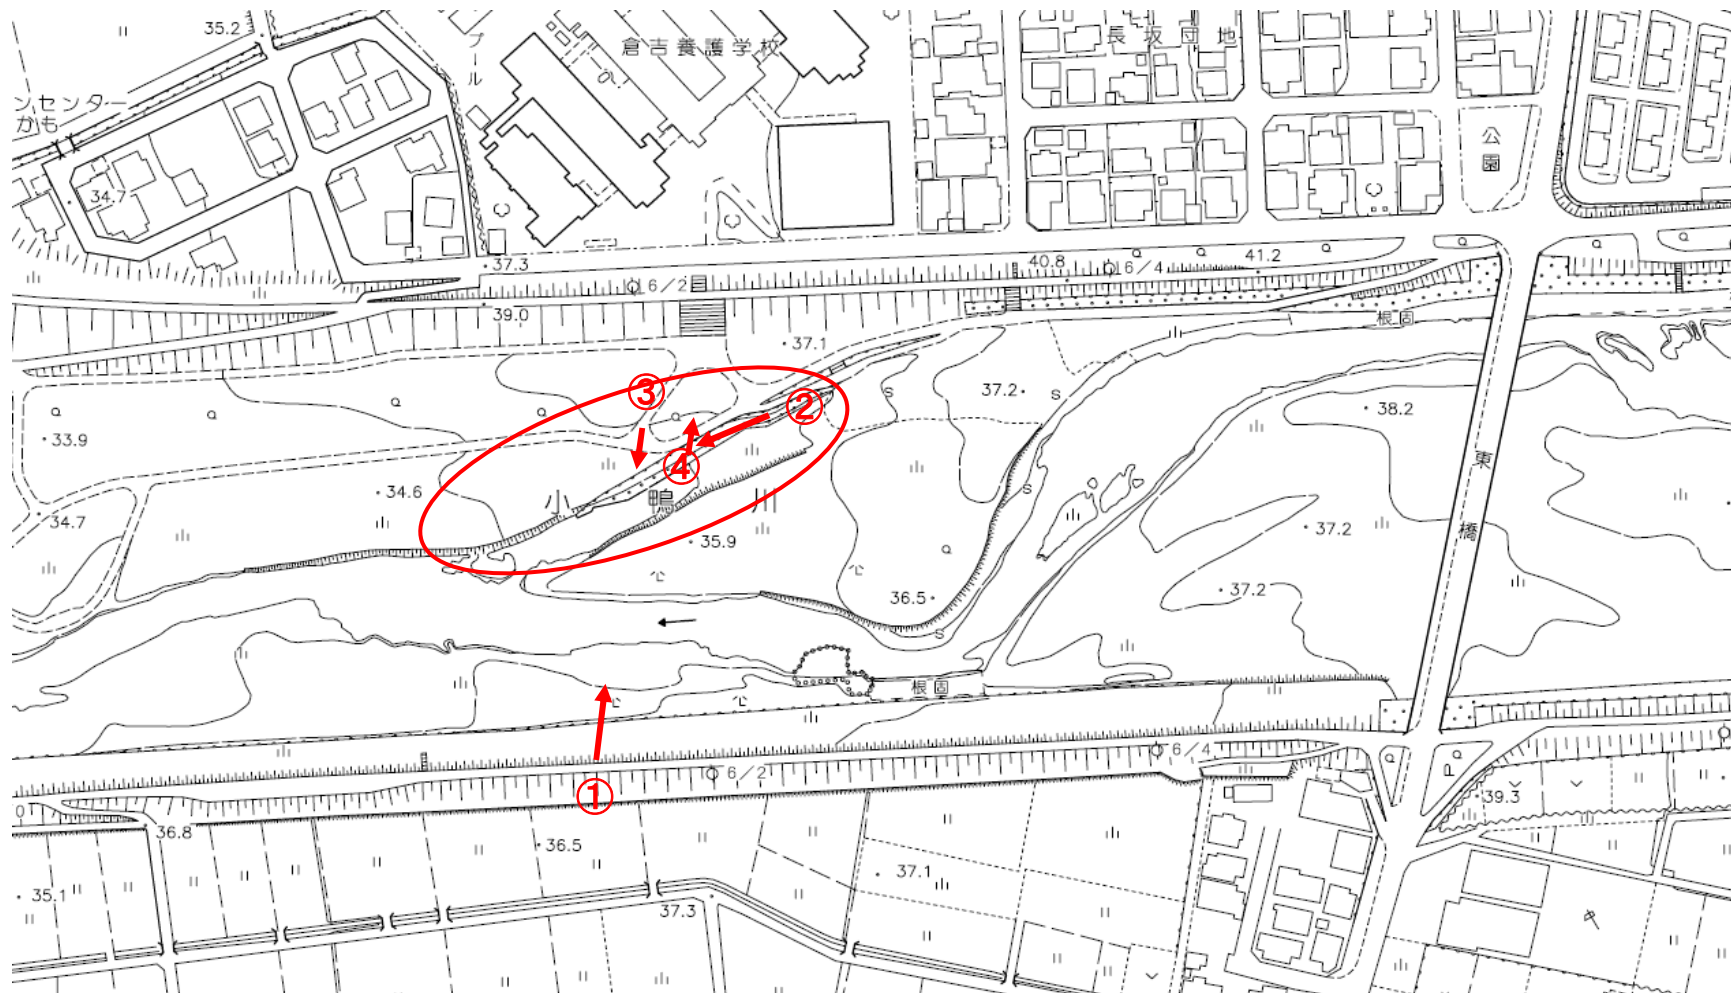 35.2
プール
倉吉養護学校
長坂団地
ンセンター
かも
公園
34.7
37.3
40.8
6/4
41.2
6/2
39.0
根固
37.1
③
②
37.2
S
S
38.2
33.9
④
東橋
34.6
小鴨川
S
34.7
35.9
37.2
36.5
37.2
S
根固
6/4
6/2
①
39.3
36.8
36.5
37.1
35.1
37.3